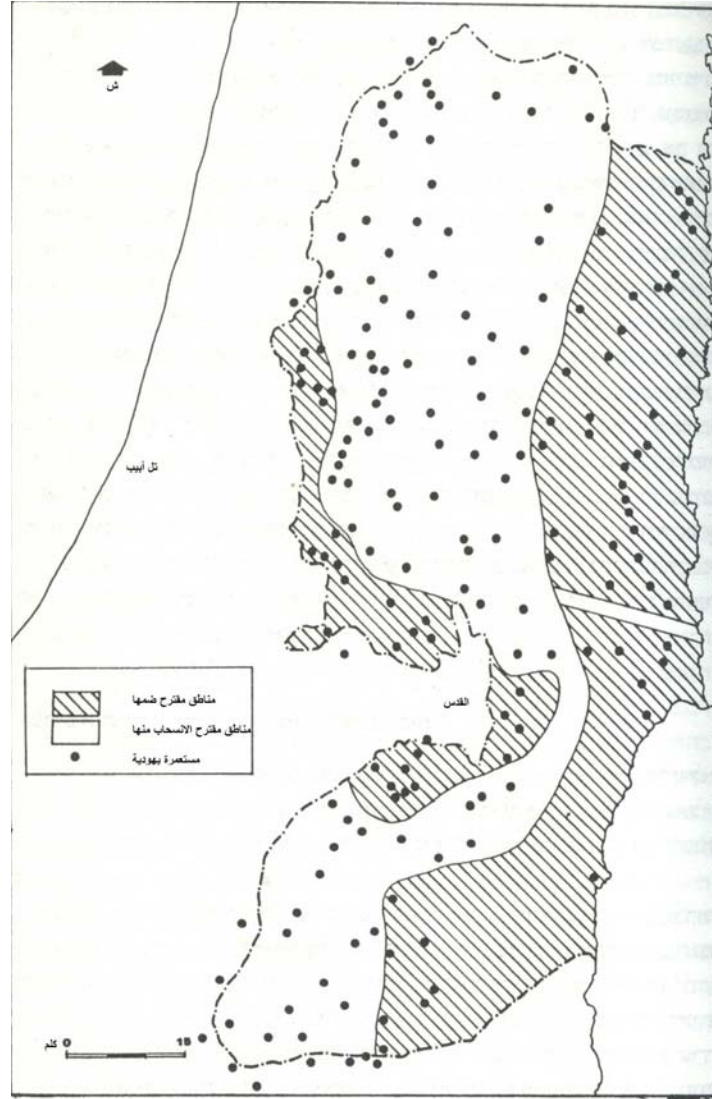 ش
تل أبيب
القدس
مناطق مقترح ضمها
مناطق مقترح الانسحاب منها
مستعمرة يهودية
كلم 0 15